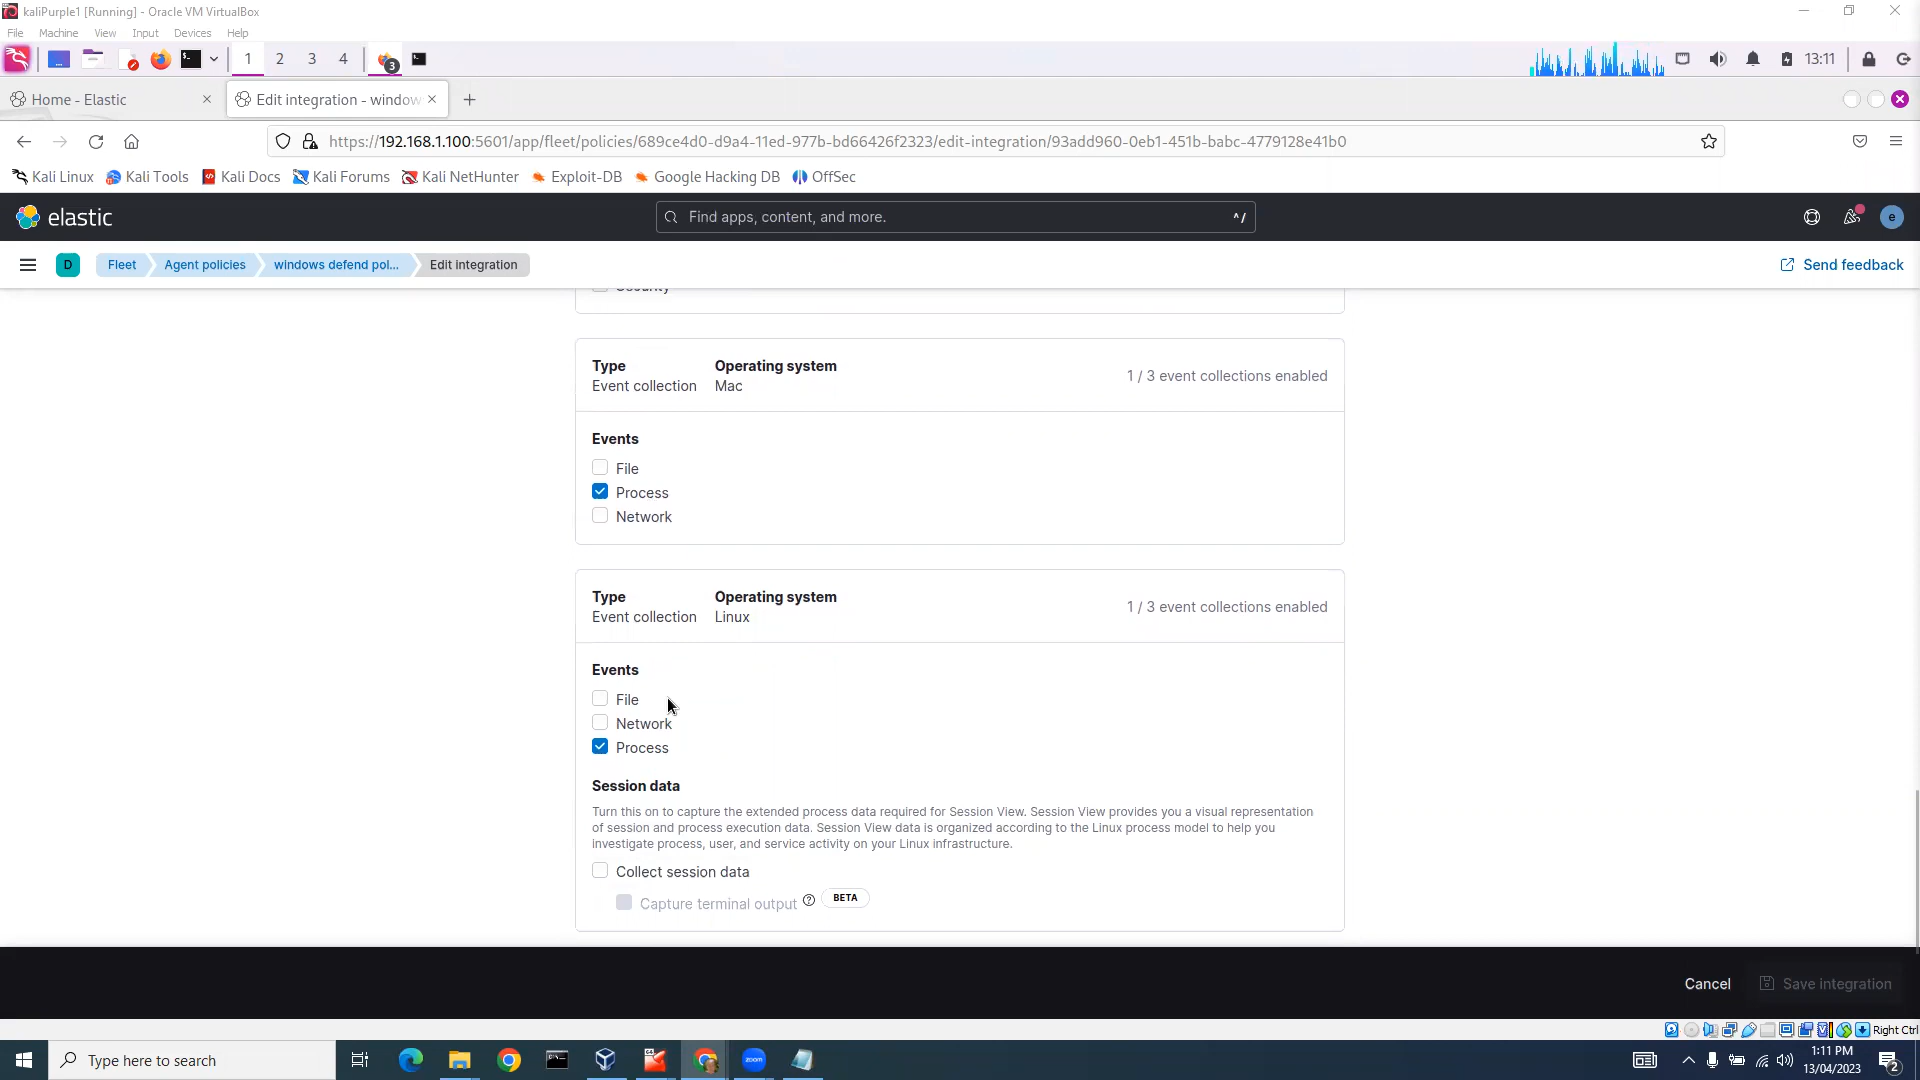 kaliPurple1 [Running] - Oracle VM VirtualBox
File Machine View Input Devices Help
1 2 3 4 3 13:11
Home - Elastic Edit integration - window
https://192.168.1.100:5601/app/fleet/policies/689ce4d0-d9a4-11ed-977b-bd66426f2323/edit-integration/93add960-0eb1-451b-babc-4779128e41b0
Kali Linux Kali Tools Kali Docs Kali Forums Kali NetHunter Exploit-DB Google Hacking DB OffSec
elastic Find apps, content, and more. ^/ e
D Fleet Agent policies windows defend pol... Edit integration Send feedback
Security
Type Operating system
Event collection Mac 1 / 3 event collections enabled
Events
File
Process
Network
Type Operating system
Event collection Linux 1 / 3 event collections enabled
Events
File
Network
Process
Session data
Turn this on to capture the extended process data required for Session View. Session View provides you a visual representation
of session and process execution data. Session View data is organized according to the Linux process model to help you
investigate process, user, and service activity on your Linux infrastructure.
Collect session data
Capture terminal output BETA
Cancel Save integration
Right Ctrl
Type here to search zoom 1:11 PM
13/04/2023 2